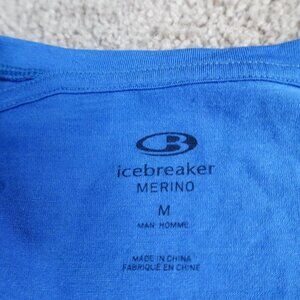 icebreaker
MERINO
M
MAN HOMME
MADE IN CHINA
FABRIQUÉ EN CHINE